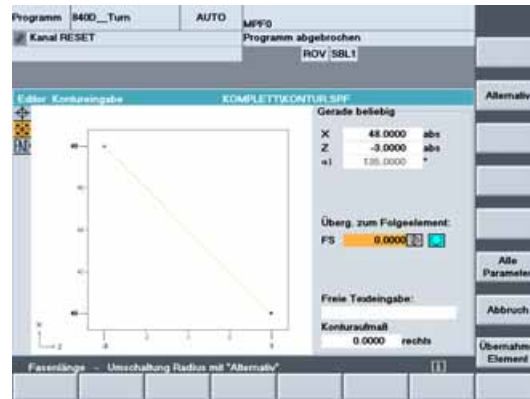 Programm 840D__Turn AUTO MPF0
Kanal RESET Programm abgebrochen
ROV SBL1
Editor Kontureingabe KOMPLETT\KONTUR.SPF
Alternativ
Gerade beliebig
X 48.0000 abs
Z -3.0000 abs
α1 135.0000 °
END
Überg. zum Folgeelement:
FS 0.0000
Alle
Parameter
Freie Texteingabe:
Abbruch
Konturaufmaß
0.0000 rechts
Übernahme
Element
Fasenlänge - Umschaltung Radius mit "Alternativ"